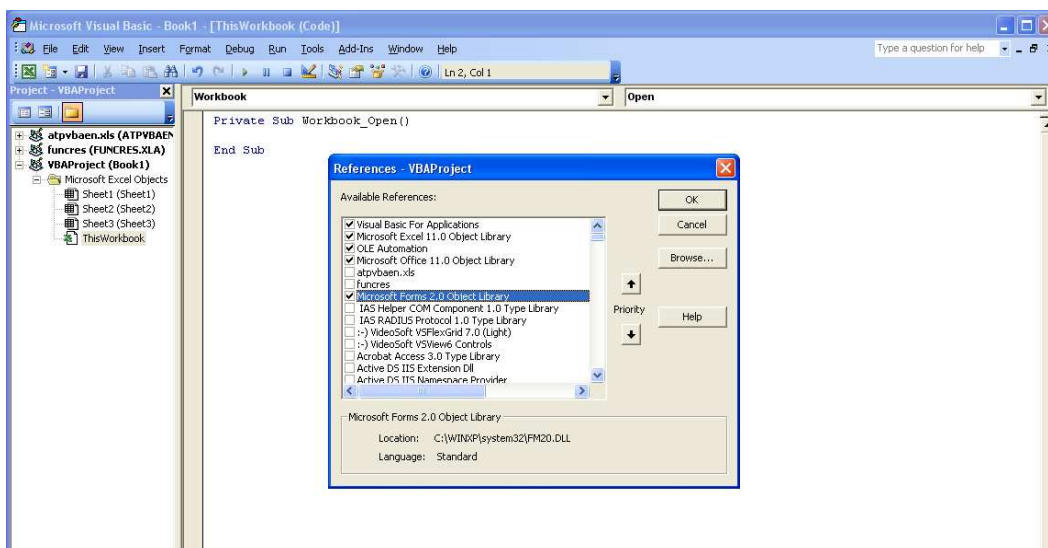 Microsoft Visual Basic - Book1 - [ThisWorkbook (Code)]
File Edit View Insert Format Debug Run Tools Add-Ins Window Help Type a question for help
Ln 2, Col 1
Project - VBAProject
Workbook Open
atpvbaen.xls (ATPVBAEN
funcres (FUNCRES.XLA)
VBAProject (Book1)
Microsoft Excel Objects
Sheet1 (Sheet1)
Sheet2 (Sheet2)
Sheet3 (Sheet3)
ThisWorkbook
Private Sub Workbook_Open()
End Sub
References - VBAProject
Available References:
Visual Basic For Applications
Microsoft Excel 11.0 Object Library
OLE Automation
Microsoft Office 11.0 Object Library
atpvbaen.xls
funcres
Microsoft Forms 2.0 Object Library
IAS Helper COM Component 1.0 Type Library
IAS RADIUS Protocol 1.0 Type Library
:-) VideoSoft VSFlexGrid 7.0 (Light)
:-) VideoSoft VSView6 Controls
Acrobat Access 3.0 Type Library
Active DS IIS Extension Dll
Active DS IIS Namespace Provider
OK
Cancel
Browse...
Priority
Help
Microsoft Forms 2.0 Object Library
Location: C:\WINXP\system32\FM20.DLL
Language: Standard